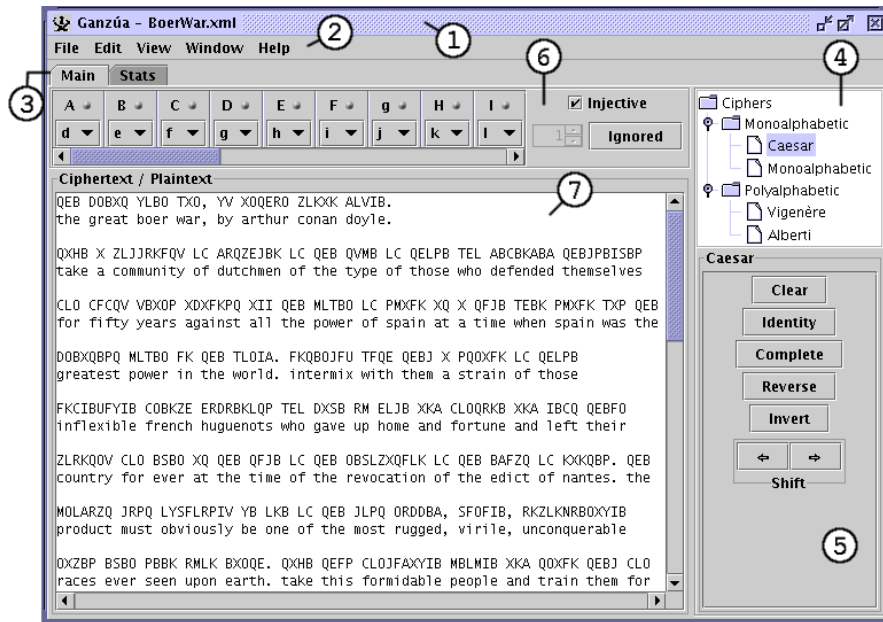 Ganzúa – BoerWar.xml
1
File Edit View Window Help
2
3
Main Stats
6
4
A B C D E F g H I
Injective
d e f g h i j k l
1
Ignored
Ciphers
Monoalphabetic
Caesar
Monoalphabetic
Polyalphabetic
Vigenère
Alberti
Ciphertext / Plaintext
7
QEB DOBXQ YLBO TXO, YV XOQERO ZLKXK ALVIB.
the great boer war, by arthur conan doyle.
QXHB X ZLJJRKFQV LC ARQZEJBK LC QEB QVMB LC QELPB TEL ABCBKABA QEBJPBISBP
take a community of dutchmen of the type of those who defended themselves
CLO CFCQV VBXOP XDXFKPQ XII QEB MLTBO LC PMXFK XQ X QFJB TEBK PMXFK TXP QEB
for fifty years against all the power of spain at a time when spain was the
DOBXQBPQ MLTBO FK QEB TLOIA. FKQBOJFU TFQE QEBJ X PQOXFK LC QELPB
greatest power in the world. intermix with them a strain of those
FKCIBUFYIB COBKZE ERDRBKLQP TEL DXSB RM ELJB XKA CLOQRKB XKA IBCQ QEBFO
inflexible french huguenots who gave up home and fortune and left their
ZLRKQOV CLO BSBO XQ QEB QFJB LC QEB OBSLZXQFLK LC QEB BAFZQ LC KXKQBP. QEB
country for ever at the time of the revocation of the edict of nantes. the
MOLARZQ JRPQ LYSFLRPIV YB LKB LC QEB JLPQ ORDDBA, SFOFIB, RKZLKNRBOXYIB
product must obviously be one of the most rugged, virile, unconquerable
OXZBP BSBO PBBK RMLK BXOQE. QXHB QEFP CLOJFAXYIB MBLMIB XKA QOXFK QEBJ CLO
races ever seen upon earth. take this formidable people and train them for
Caesar
Clear
Identity
Complete
Reverse
Invert
Shift
5